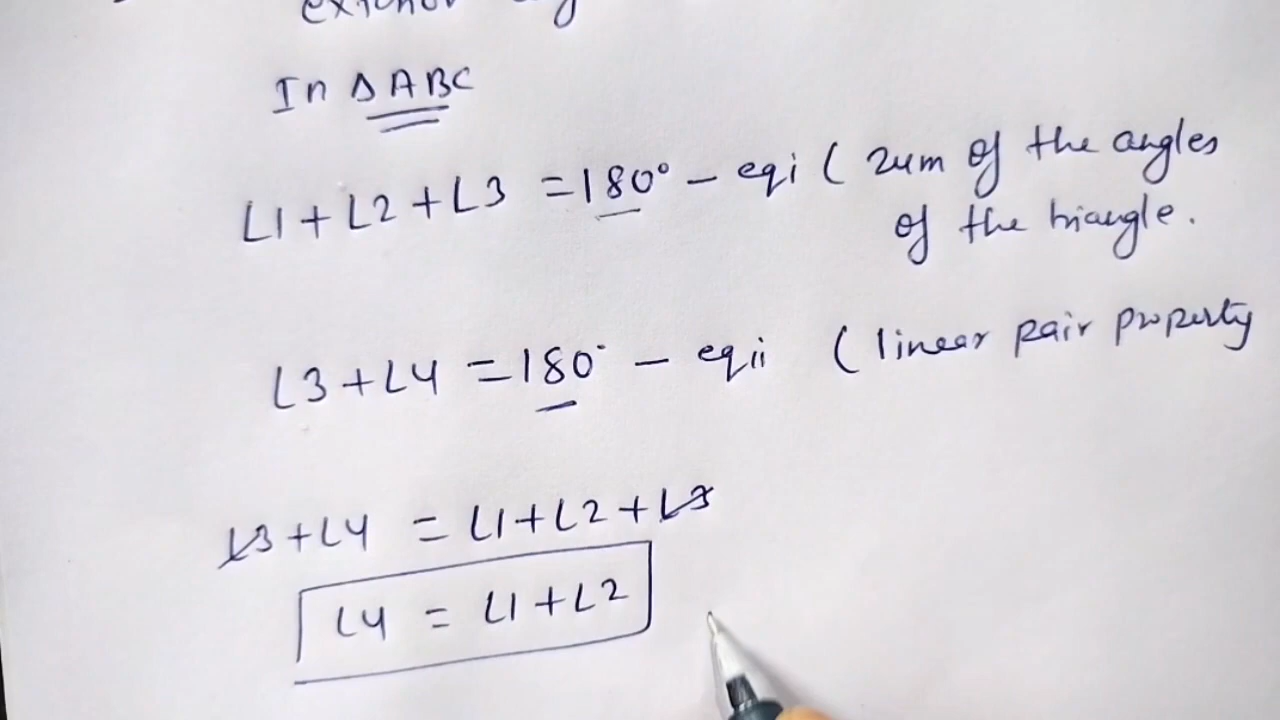 In ΔABC
∠1+∠2+∠3 =180° – eqi ( sum of the angles
of the triangle.
∠3+∠4 =180° – eqii ( linear pair property
∠3+∠4 = ∠1+∠2+∠3
∠4 = ∠1+∠2